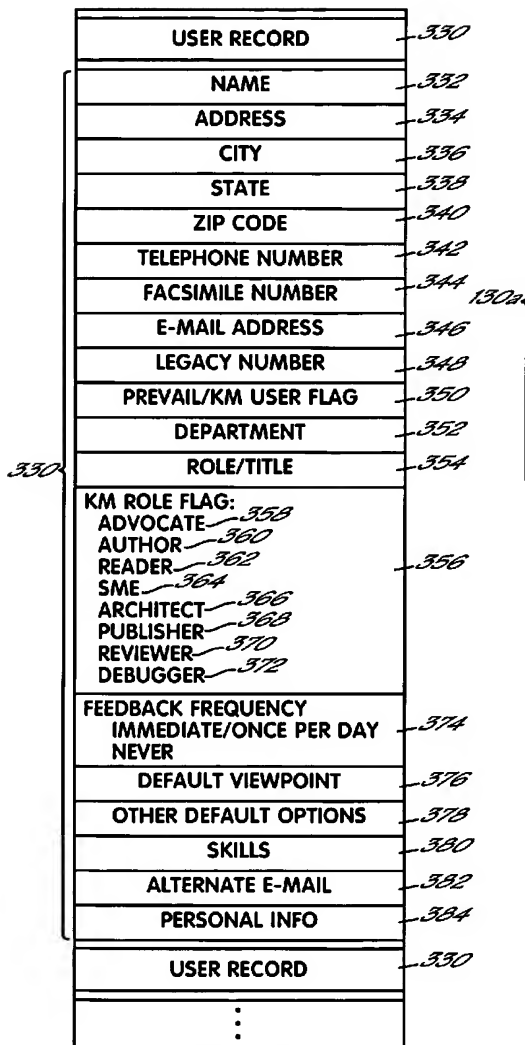 USER RECORD 330
NAME 332
ADDRESS 334
CITY 336
STATE 338
ZIP CODE 340
TELEPHONE NUMBER 342
FACSIMILE NUMBER 344
130a
E-MAIL ADDRESS 346
LEGACY NUMBER 348
PREVAIL/KM USER FLAG 350
DEPARTMENT 352
330 ROLE/TITLE 354
KM ROLE FLAG: 356
ADVOCATE 358
AUTHOR 360
READER 362
SME 364
ARCHITECT 366
PUBLISHER 368
REVIEWER 370
DEBUGGER 372
FEEDBACK FREQUENCY 374
IMMEDIATE/ONCE PER DAY
NEVER
DEFAULT VIEWPOINT 376
OTHER DEFAULT OPTIONS 378
SKILLS 380
ALTERNATE E-MAIL 382
PERSONAL INFO 384
USER RECORD 330